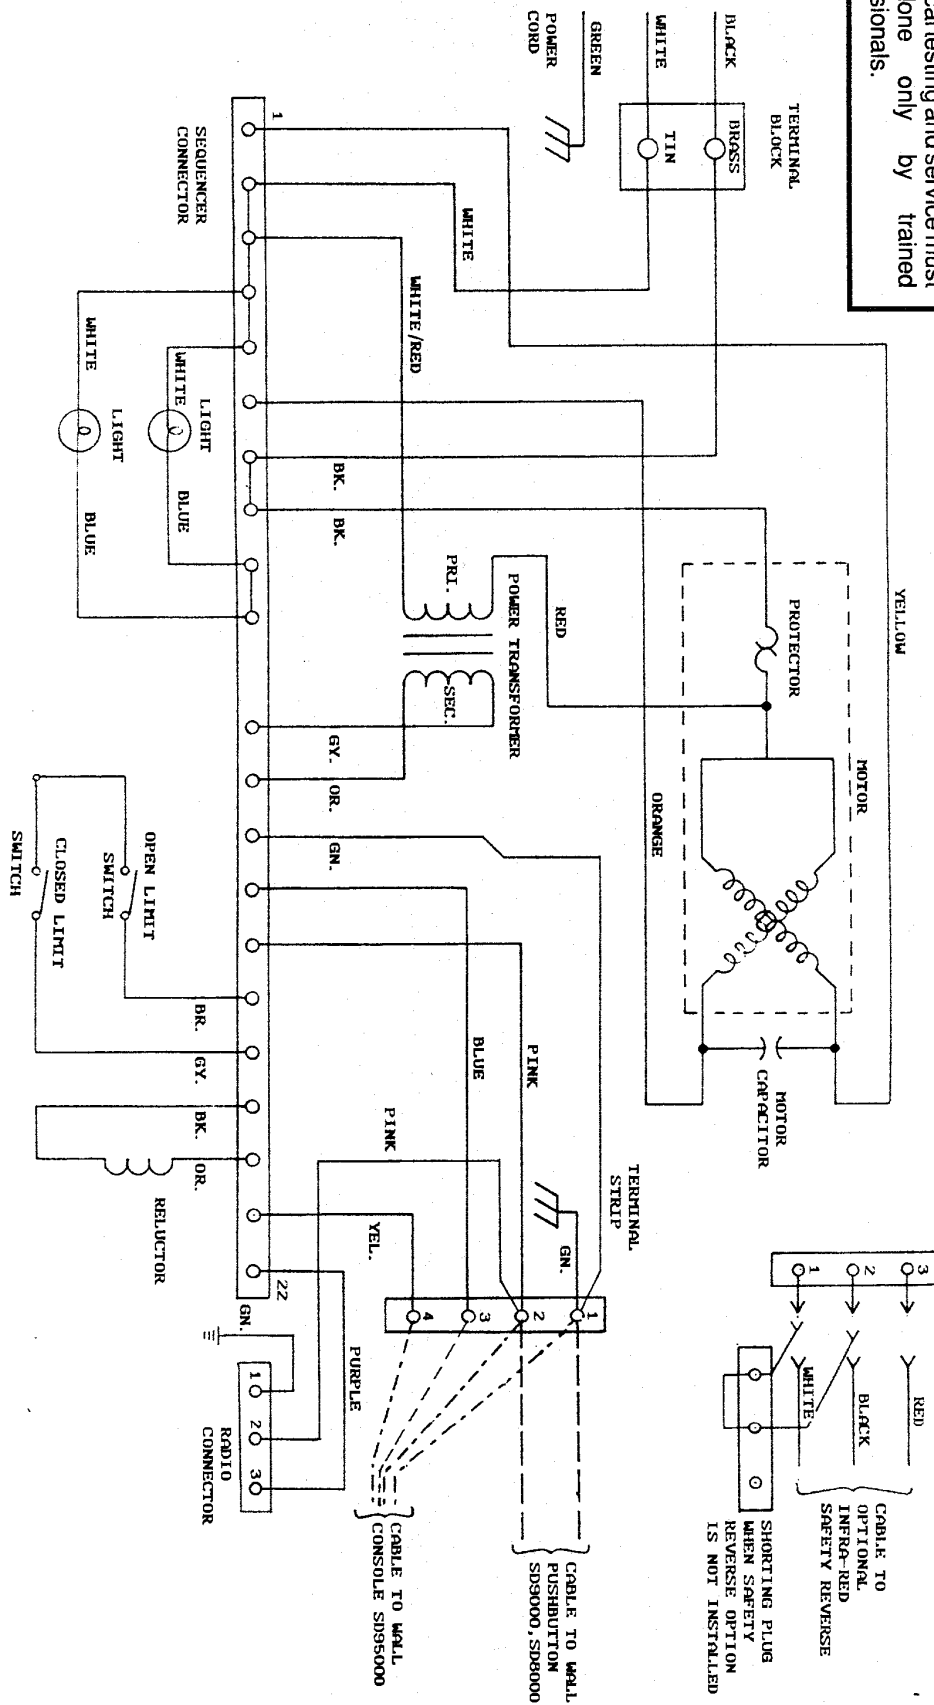 cal testing and service must
lone only by trained
sionals.
3
2
1
RED
BLACK
WHITE
CABLE TO
OPTIONAL
INFRA-RED
SAFETY REVERSE
SHORTING PLUG
WHEN SAFETY
REVERSE OPTION
IS NOT INSTALLED
YELLOW
MOTOR
PROTECTOR
MOTOR
CAPACITOR
TERMINAL
BLOCK
BLACK
BRASS
WHITE
TIN
GREEN
POWER
CORD
ORANGE
TERMINAL
STRIP
RED
POWER TRANSFORMER
PRI.
SEC.
GN.
1
2
3
4
CABLE TO WALL
PUSHBUTTON
SD9000, SD8000
CABLE TO WALL
CONSOLE SD95000
WHITE
WHITE/RED
PINK
BLUE
PINK
YEL.
PURPLE
BK.
BK.
GY.
OR.
GN.
1
22
SEQUENCER
CONNECTOR
BR.
GY.
BK.
OR.
GN.
1
2
3
RADIO
CONNECTOR
WHITE
LIGHT
BLUE
WHITE
LIGHT
BLUE
OPEN LIMIT
SWITCH
CLOSED LIMIT
SWITCH
RELUCTOR